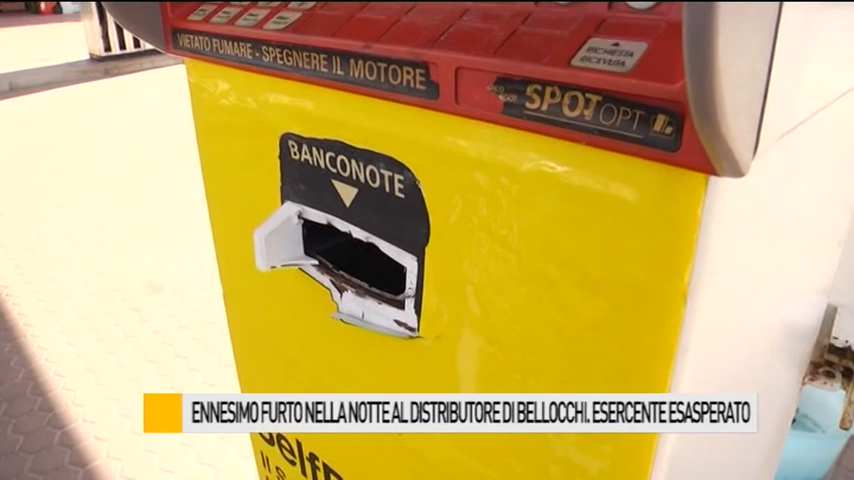 VIETATO FUMARE - SPEGNERE IL MOTORE
RICHIESTA
RICEVUTA
SPOT OPT
BANCONOTE
ENNESIMO FURTO NELLA NOTTE AL DISTRIBUTORE DI BELLOCCHI. ESERCENTE ESASPERATO
Il s